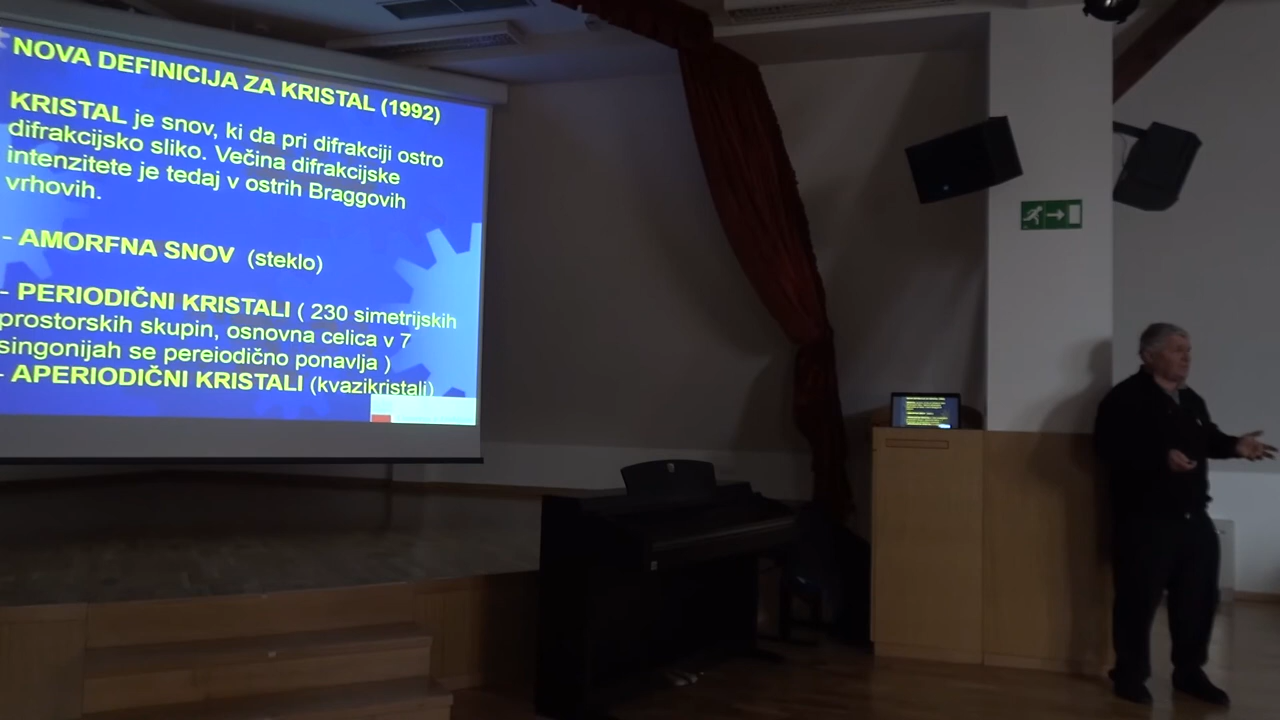 NOVA DEFINICIJA ZA KRISTAL (1992)
KRISTAL je snov, ki da pri difrakciji ostro
difrakcijsko sliko. Večina difrakcijske
intenzitete je tedaj v ostrih Braggovih
vrhovih.
- AMORFNA SNOV (steklo)
- PERIODIČNI KRISTALI ( 230 simetrijskih
prostorskih skupin, osnovna celica v 7
singonijah se pereiodično ponavlja )
- APERIODIČNI KRISTALI (kvazikristali)